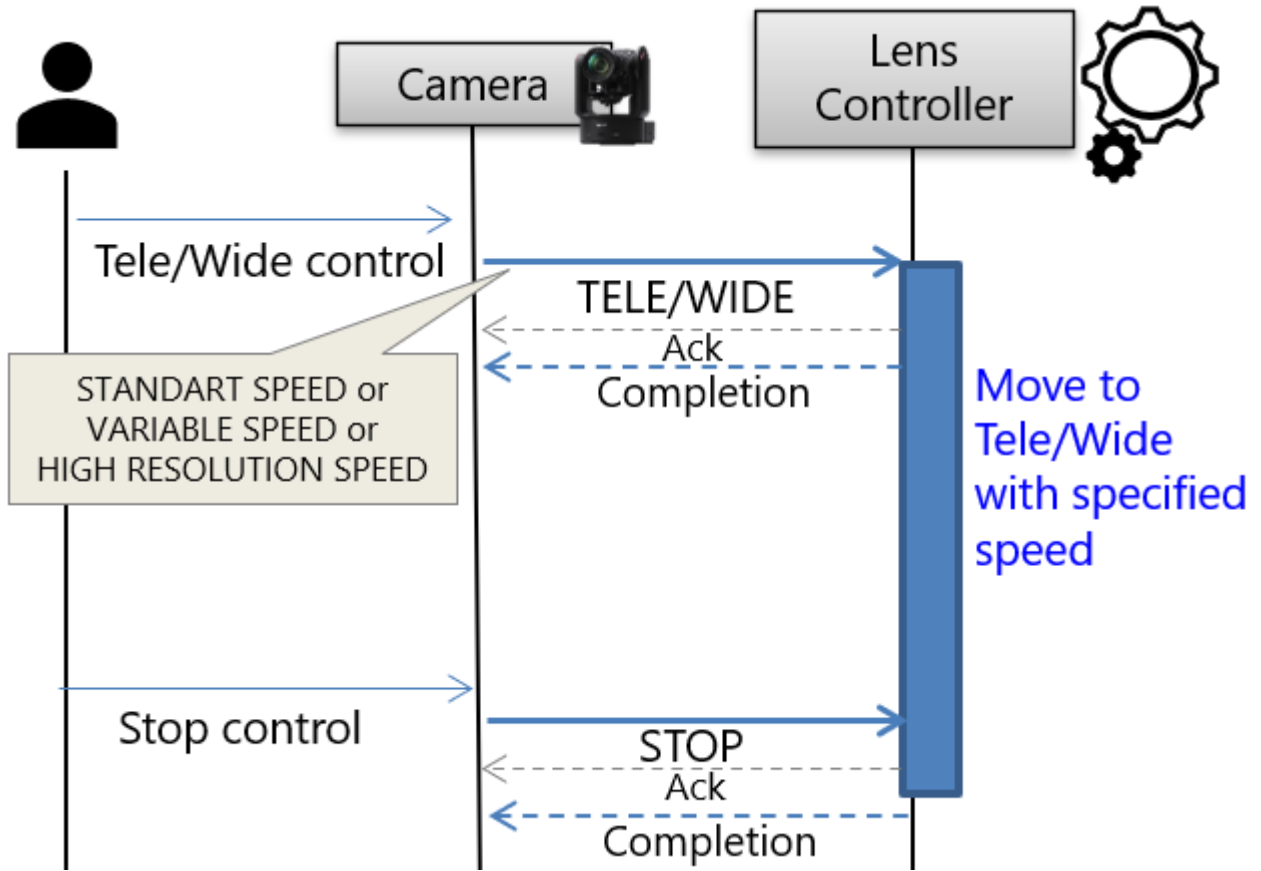 Camera
Lens
Controller
Tele/Wide control
TELE/WIDE
Ack
Completion
STANDART SPEED or
VARIABLE SPEED or
HIGH RESOLUTION SPEED
Move to
Tele/Wide
with specified
speed
Stop control
STOP
Ack
Completion